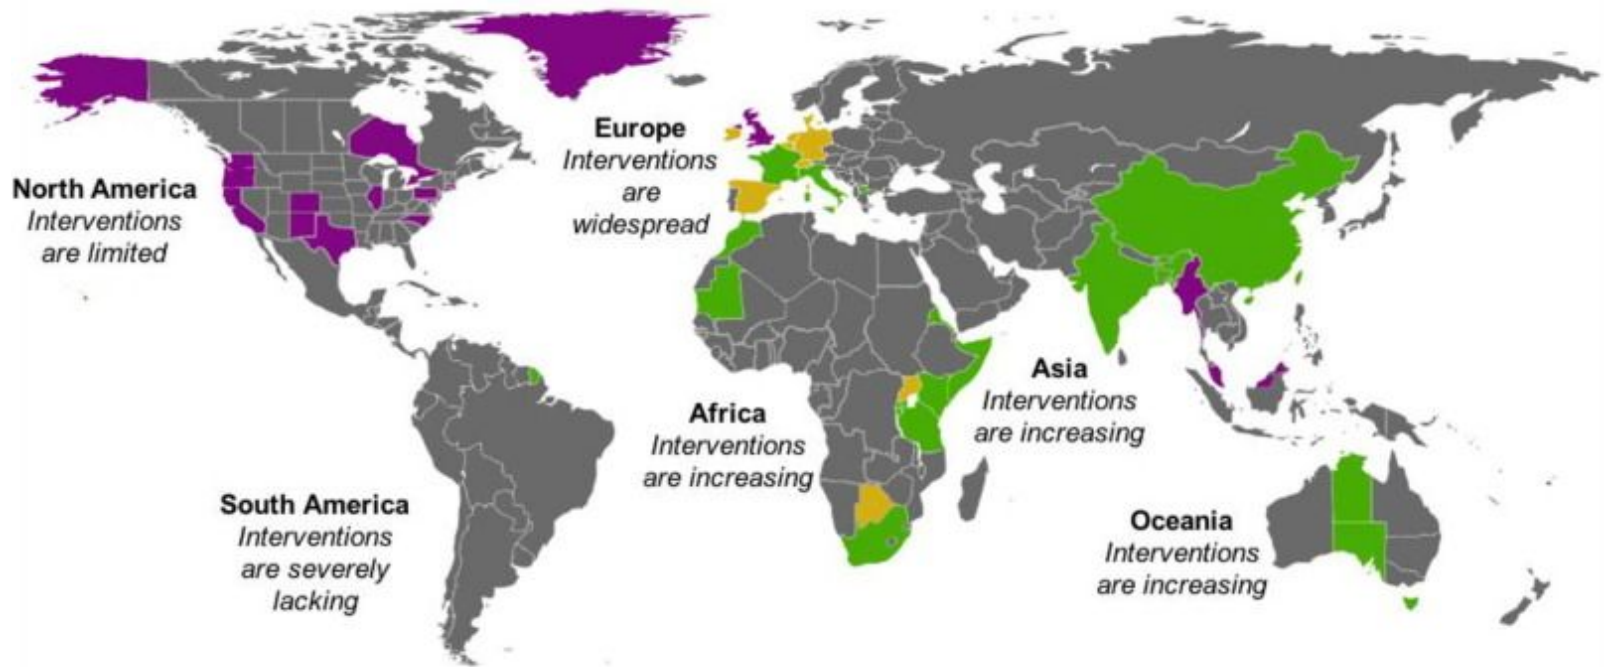 North America
Interventions
are limited
South America
Interventions
are severely
lacking
Europe
Interventions
are
widespread
Africa
Interventions
are increasing
Asia
Interventions
are increasing
Oceania
Interventions
are increasing